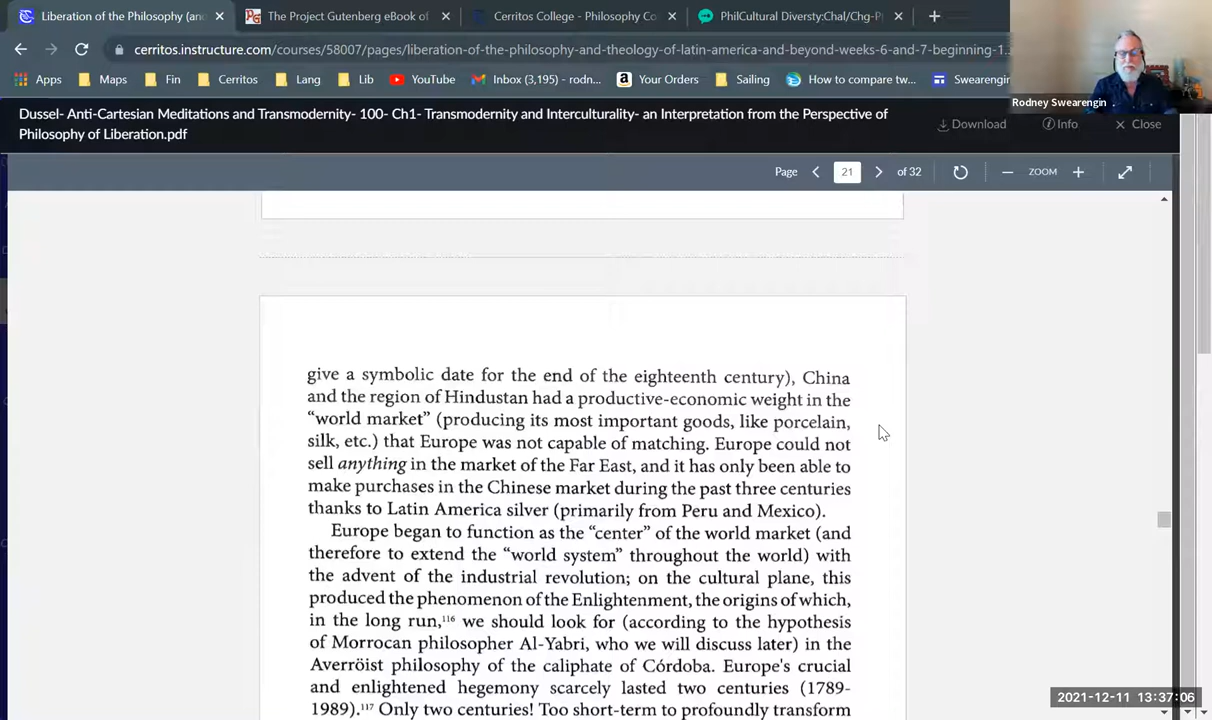 Liberation of the Philosophy (and
The Project Gutenberg eBook of
Cerritos College - Philosophy Co
PhilCultural Diversty:Chal/Chg-P
cerritos.instructure.com/courses/58007/pages/liberation-of-the-philosophy-and-theology-of-latin-america-and-beyond-weeks-6-and-7-beginning-1...
Apps Maps Fin Cerritos Lang Lib YouTube Inbox (3,195) - rodn... Your Orders Sailing How to compare tw... Swearengin
Rodney Swearengin
Dussel- Anti-Cartesian Meditations and Transmodernity- 100- Ch1- Transmodernity and Interculturality- an Interpretation from the Perspective of
Philosophy of Liberation.pdf
Download Info Close
Page 21 of 32 ZOOM
give a symbolic date for the end of the eighteenth century), China
and the region of Hindustan had a productive-economic weight in the
“world market” (producing its most important goods, like porcelain,
silk, etc.) that Europe was not capable of matching. Europe could not
sell anything in the market of the Far East, and it has only been able to
make purchases in the Chinese market during the past three centuries
thanks to Latin America silver (primarily from Peru and Mexico).
Europe began to function as the “center” of the world market (and
therefore to extend the “world system” throughout the world) with
the advent of the industrial revolution; on the cultural plane, this
produced the phenomenon of the Enlightenment, the origins of which,
in the long run,116 we should look for (according to the hypothesis
of Morrocan philosopher Al-Yabri, who we will discuss later) in the
Averröist philosophy of the caliphate of Córdoba. Europe's crucial
and enlightened hegemony scarcely lasted two centuries (1789-
1989).117 Only two centuries! Too short-term to profoundly transform
2021-12-11 13:37:06